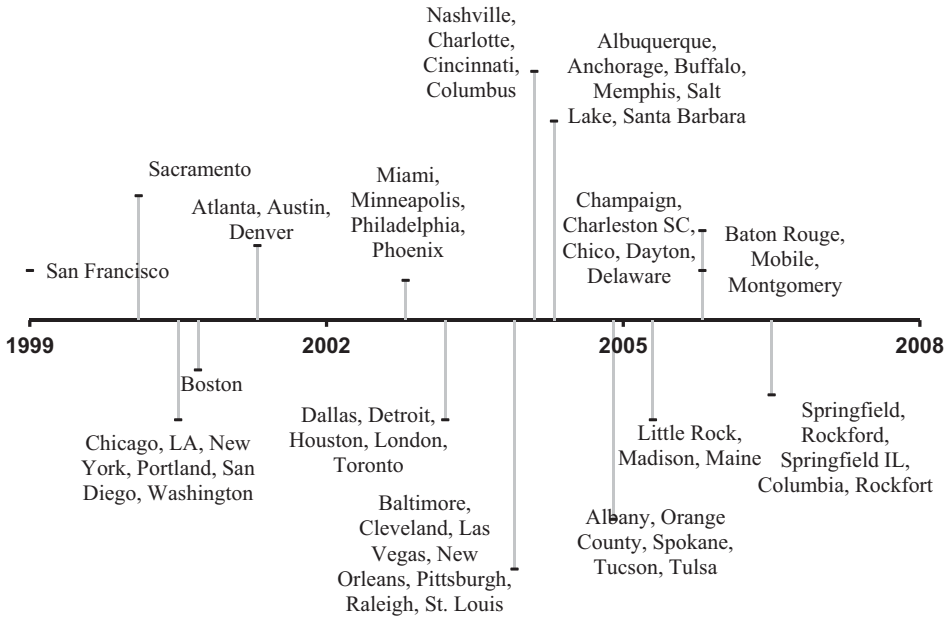 Nashville,
Charlotte,
Cincinnati,
Columbus
Albuquerque,
Anchorage, Buffalo,
Memphis, Salt
Lake, Santa Barbara
Sacramento
Atlanta, Austin,
Denver
Miami,
Minneapolis,
Philadelphia,
Phoenix
Champaign,
Charleston SC,
Chico, Dayton,
Delaware
Baton Rouge,
Mobile,
Montgomery
San Francisco
1999
2002
2005
2008
Boston
Chicago, LA, New
York, Portland, San
Diego, Washington
Dallas, Detroit,
Houston, London,
Toronto
Baltimore,
Cleveland, Las
Vegas, New
Orleans, Pittsburgh,
Raleigh, St. Louis
Little Rock,
Madison, Maine
Albany, Orange
County, Spokane,
Tucson, Tulsa
Springfield,
Rockford,
Springfield IL,
Columbia, Rockfort